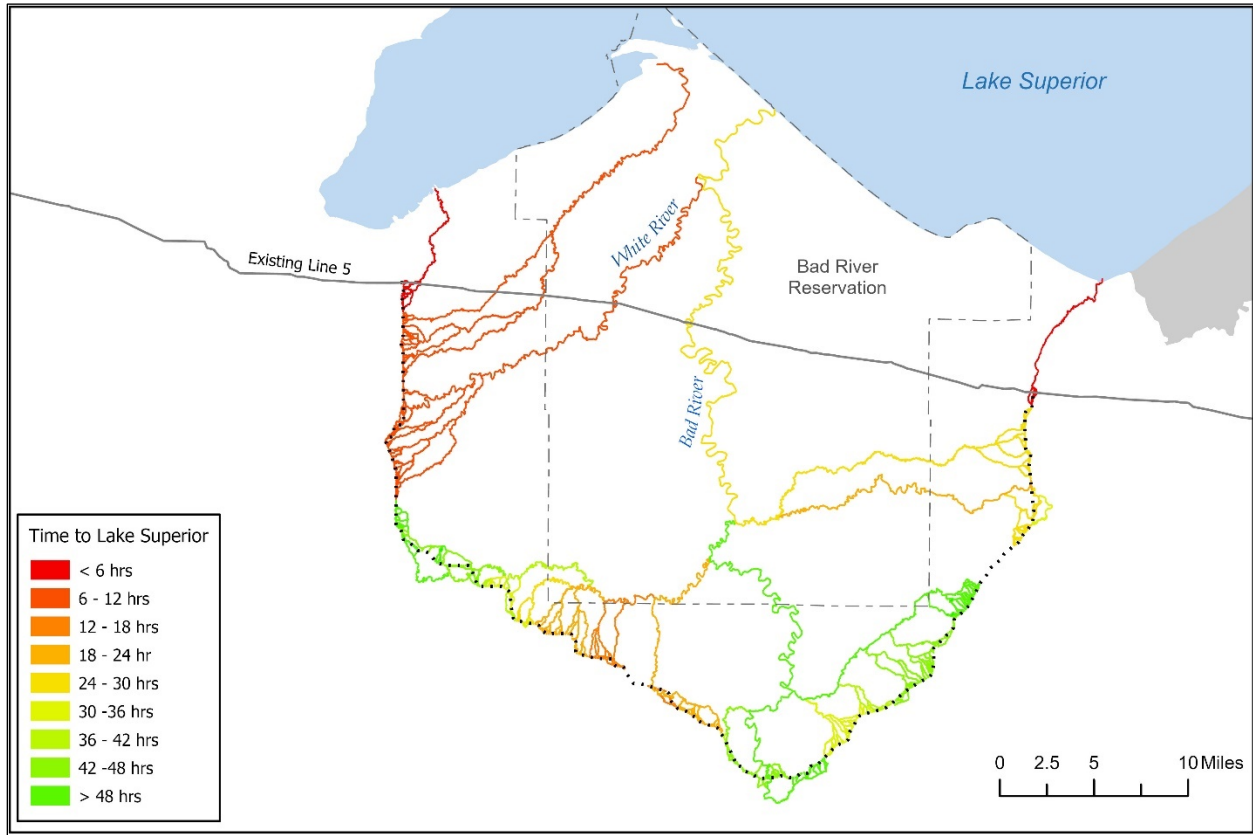 Lake Superior
White River
Existing Line 5
Bad River
Reservation
Bad River
Time to Lake Superior
< 6 hrs
6 - 12 hrs
12 - 18 hrs
18 - 24 hr
24 - 30 hrs
30 -36 hrs
36 - 42 hrs
42 -48 hrs
> 48 hrs
0 2.5 5 10 Miles